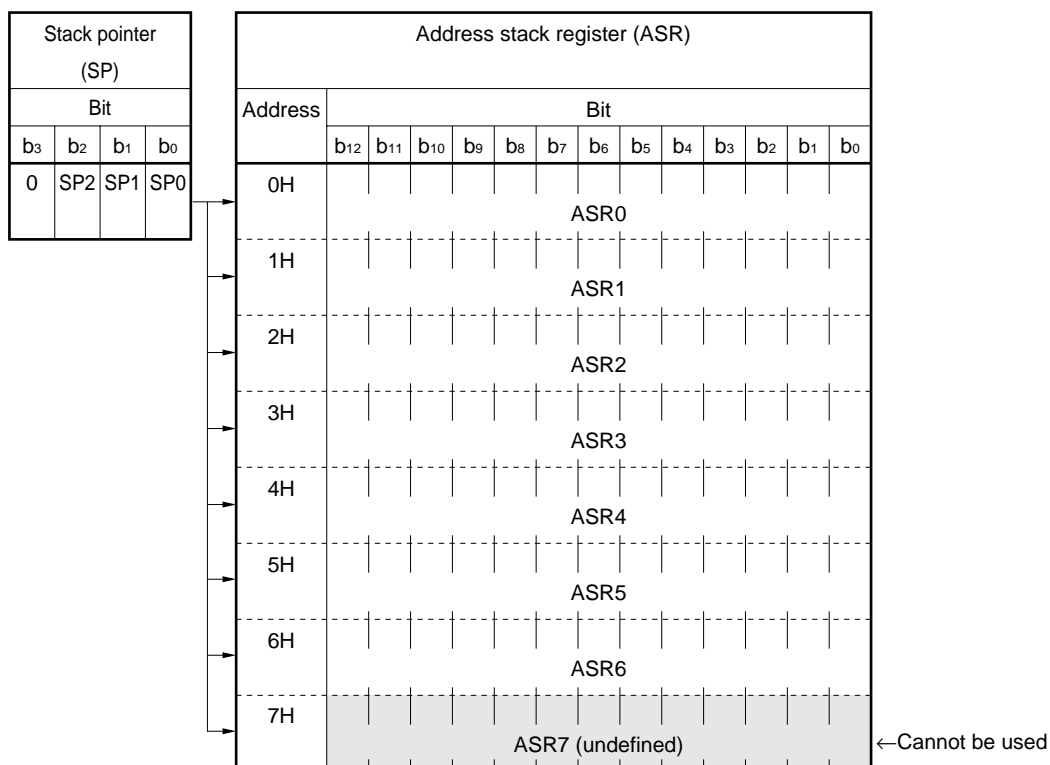 Stack pointer
(SP)
Bit
b3 b2 b1 b0
0 SP2 SP1 SP0
Address stack register (ASR)
Address Bit
b12 b11 b10 b9 b8 b7 b6 b5 b4 b3 b2 b1 b0
0H
ASR0
1H
ASR1
2H
ASR2
3H
ASR3
4H
ASR4
5H
ASR5
6H
ASR6
7H
ASR7 (undefined)
←Cannot be used